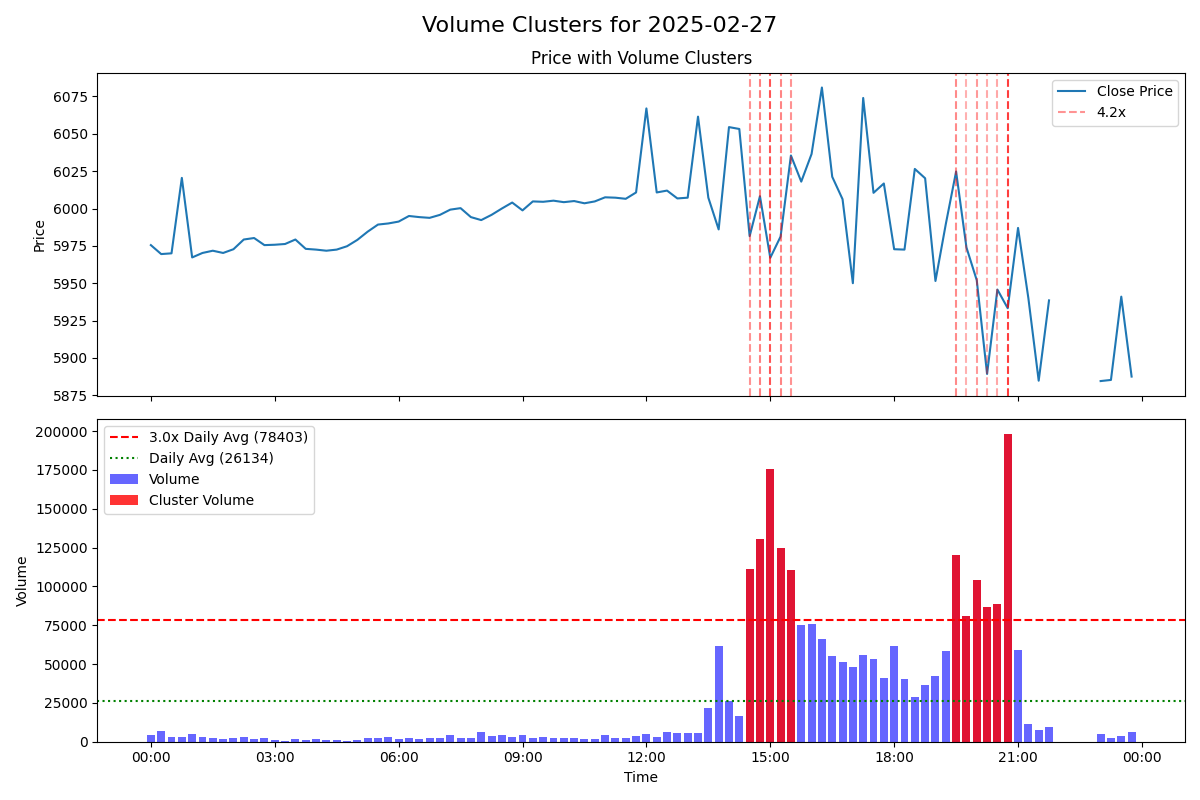 Volume Clusters for 2025-02-27
Price with Volume Clusters
Price
6075
6050
6025
6000
5975
5950
5925
5900
5875
Close Price
4.2x
Volume
200000
175000
150000
125000
100000
75000
50000
25000
0
3.0x Daily Avg (78403)
Daily Avg (26134)
Volume
Cluster Volume
00:00 03:00 06:00 09:00 12:00 15:00 18:00 21:00 00:00
Time